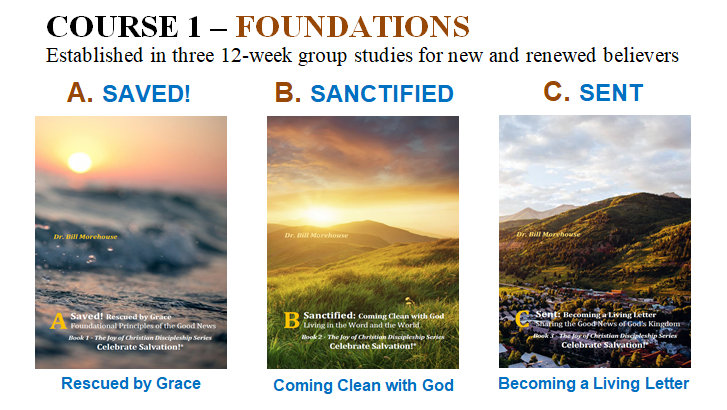 COURSE 1 – FOUNDATIONS
Established in three 12-week group studies for new and renewed believers
A. SAVED!
Dr. Bill Morehouse
A
Saved! Rescued by Grace
Foundational Principles of the Good News
Book 1 - The Joy of Christian Discipleship Series
Celebrate Salvation!®
Rescued by Grace
B. SANCTIFIED
Dr. Bill Morehouse
B
Sanctified: Coming Clean with God
Living in the Word and the World
Book 2 - The Joy of Christian Discipleship Series
Celebrate Salvation!®
Coming Clean with God
C. SENT
Dr. Bill Morehouse
C
Sent: Becoming a Living Letter
Sharing the Good News of God's Kingdom
Book 3 - The Joy of Christian Discipleship Series
Celebrate Salvation!®
Becoming a Living Letter